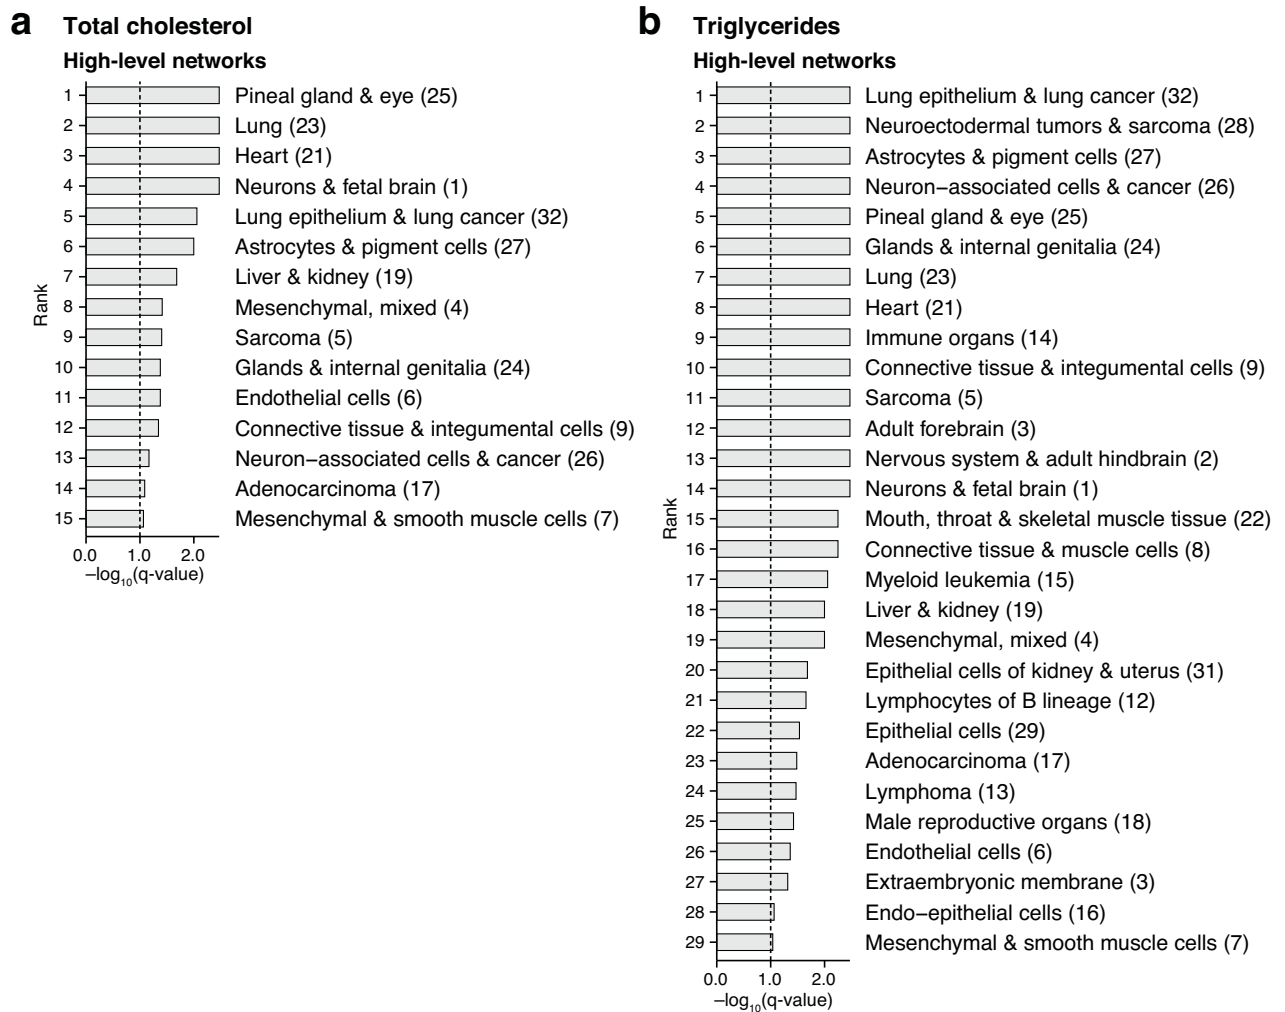 a Total cholesterol
High-level networks
Rank
1 Pineal gland & eye (25)
2 Lung (23)
3 Heart (21)
4 Neurons & fetal brain (1)
5 Lung epithelium & lung cancer (32)
6 Astrocytes & pigment cells (27)
7 Liver & kidney (19)
8 Mesenchymal, mixed (4)
9 Sarcoma (5)
10 Glands & internal genitalia (24)
11 Endothelial cells (6)
12 Connective tissue & integumental cells (9)
13 Neuron−associated cells & cancer (26)
14 Adenocarcinoma (17)
15 Mesenchymal & smooth muscle cells (7)
0.0 1.0 2.0
−log10(q-value)
b Triglycerides
High-level networks
Rank
1 Lung epithelium & lung cancer (32)
2 Neuroectodermal tumors & sarcoma (28)
3 Astrocytes & pigment cells (27)
4 Neuron−associated cells & cancer (26)
5 Pineal gland & eye (25)
6 Glands & internal genitalia (24)
7 Lung (23)
8 Heart (21)
9 Immune organs (14)
10 Connective tissue & integumental cells (9)
11 Sarcoma (5)
12 Adult forebrain (3)
13 Nervous system & adult hindbrain (2)
14 Neurons & fetal brain (1)
15 Mouth, throat & skeletal muscle tissue (22)
16 Connective tissue & muscle cells (8)
17 Myeloid leukemia (15)
18 Liver & kidney (19)
19 Mesenchymal, mixed (4)
20 Epithelial cells of kidney & uterus (31)
21 Lymphocytes of B lineage (12)
22 Epithelial cells (29)
23 Adenocarcinoma (17)
24 Lymphoma (13)
25 Male reproductive organs (18)
26 Endothelial cells (6)
27 Extraembryonic membrane (3)
28 Endo−epithelial cells (16)
29 Mesenchymal & smooth muscle cells (7)
0.0 1.0 2.0
−log10(q-value)